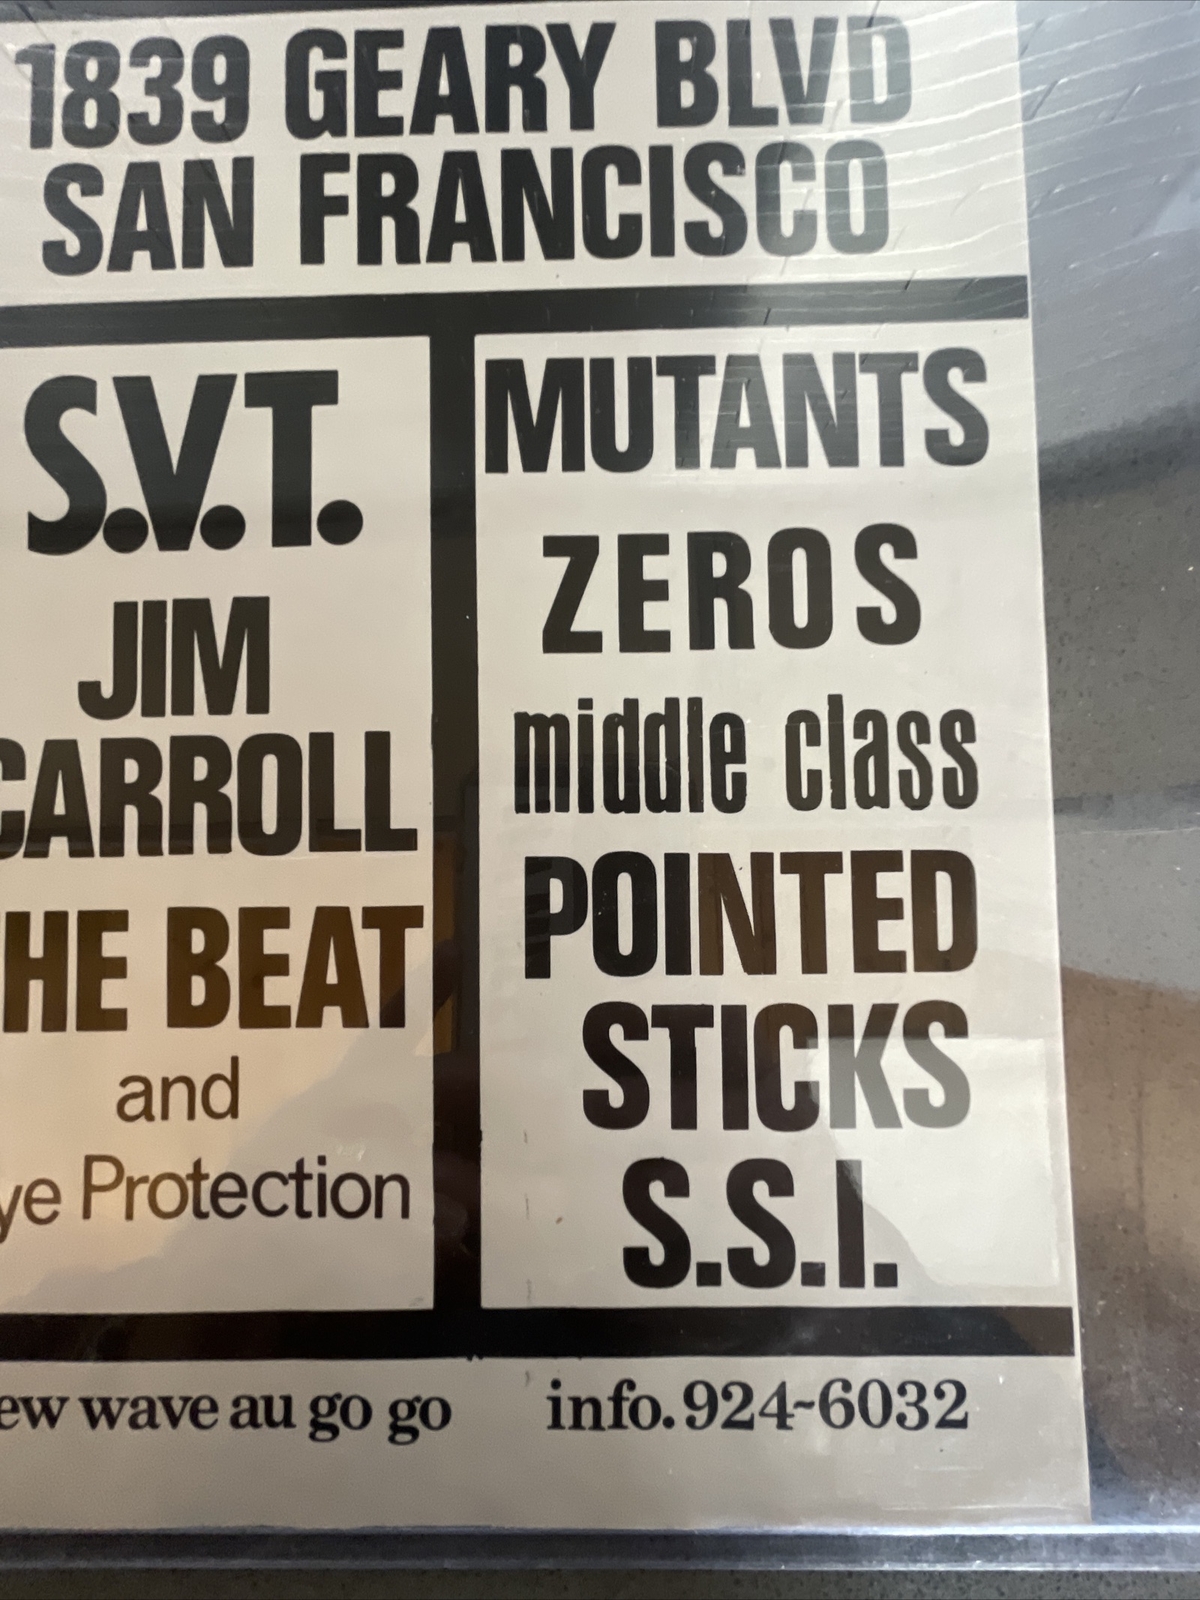 1839 GEARY BLVD
SAN FRANCISCO
S.V.T.
JIM
CARROLL
HE BEAT
and
ye Protection
MUTANTS
ZEROS
middle class
POINTED
STICKS
S.S.I.
ew wave au go go
info. 924-6032